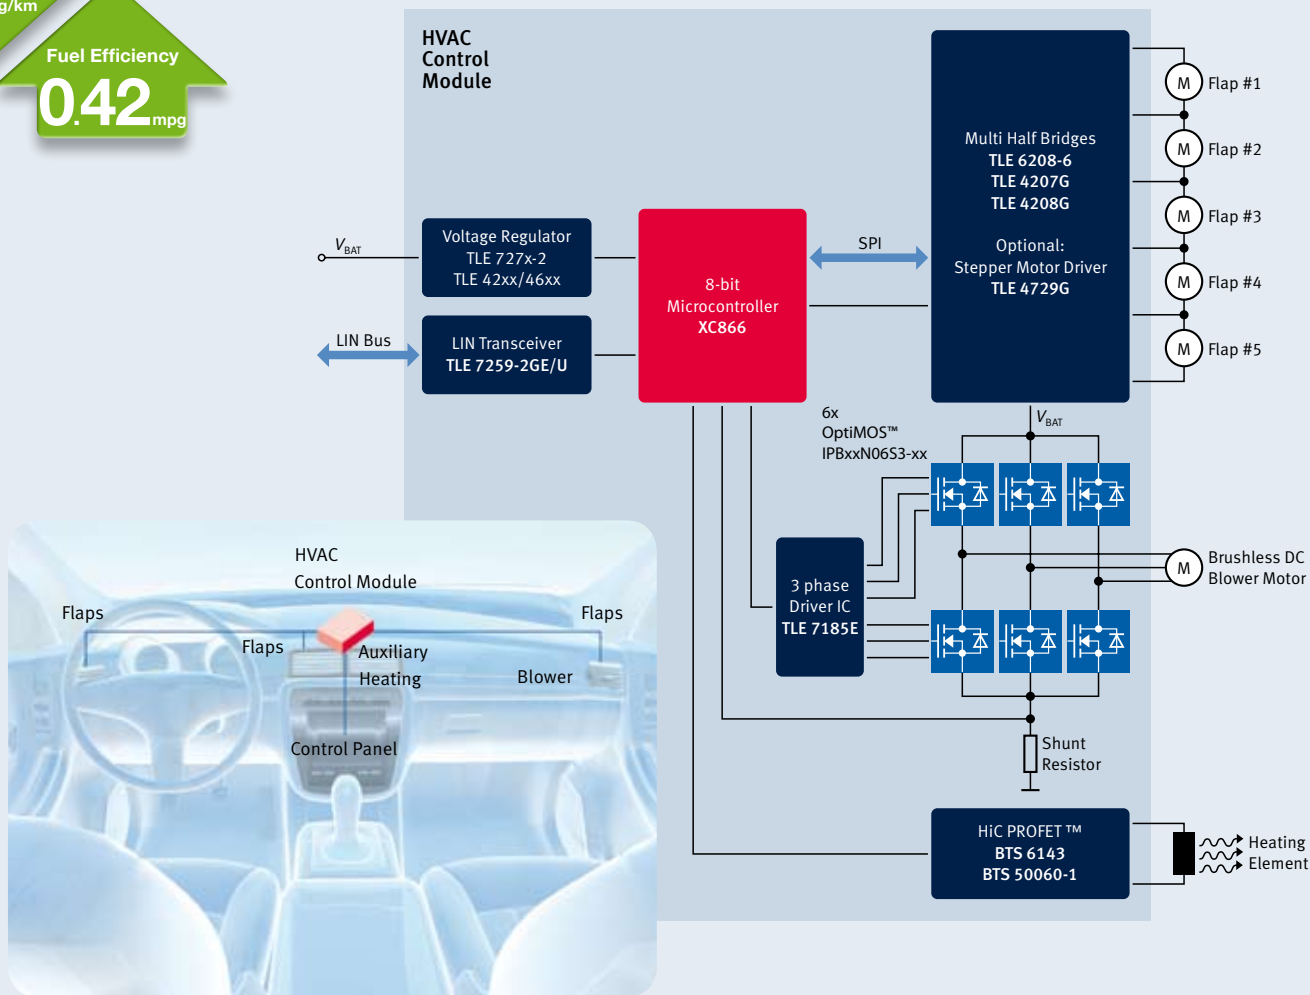 g/km
Fuel Efficiency
0.42 mpg
HVAC
Control
Module
Multi Half Bridges
TLE 6208-6
TLE 4207G
TLE 4208G
Optional:
Stepper Motor Driver
TLE 4729G
M Flap #1
M Flap #2
M Flap #3
M Flap #4
M Flap #5
VBAT
Voltage Regulator
TLE 727x-2
TLE 42xx/46xx
LIN Bus
LIN Transceiver
TLE 7259-2GE/U
8-bit
Microcontroller
XC866
SPI
6x
OptiMOS™
IPBxxN06S3-xx
VBAT
3 phase
Driver IC
TLE 7185E
M
Brushless DC
Blower Motor
Shunt
Resistor
HiC PROFET ™
BTS 6143
BTS 50060-1
Heating
Element
HVAC
Control Module
Flaps
Flaps
Flaps
Auxiliary
Heating
Blower
Control Panel